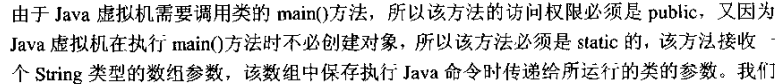 由于 Java 虚拟机需要调用类的 main()方法，所以该方法的访问权限必须是 public，又因为
Java 虚拟机在执行 main()方法时不必创建对象，所以该方法必须是 static 的，该方法接收一
个 String 类型的数组参数，该数组中保存执行 Java 命令时传递给所运行的类的参数。我们